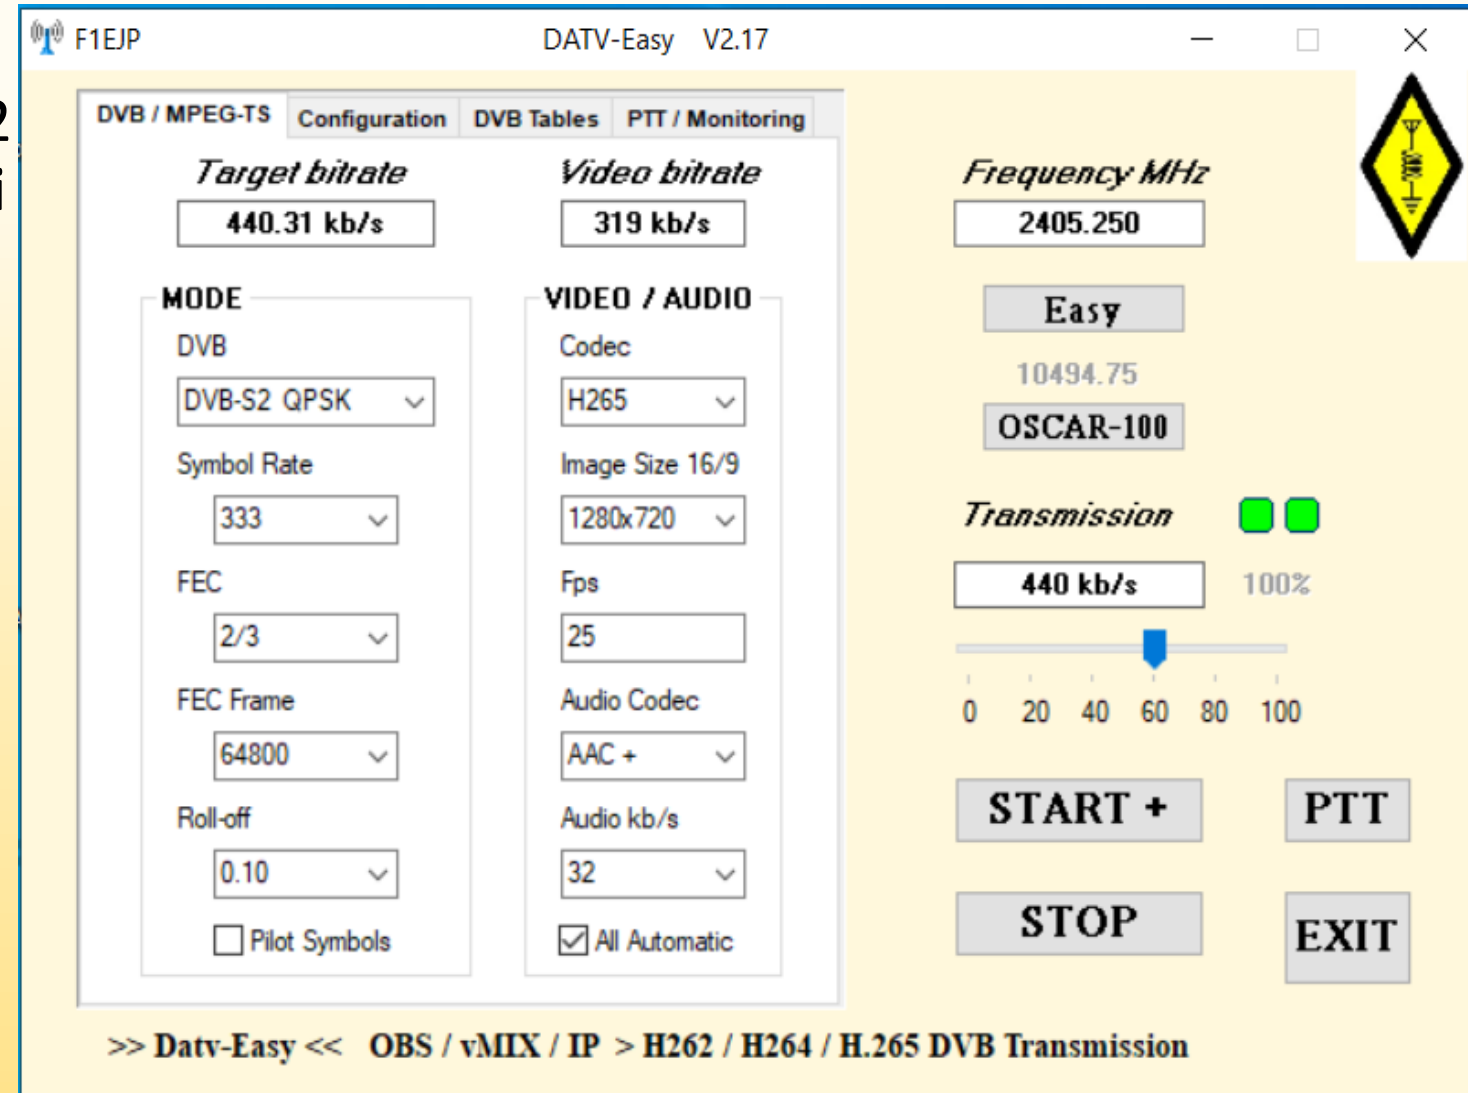 F1EJP DATV-Easy V2.17
2
i
DVB / MPEG-TS Configuration DVB Tables PTT / Monitoring
Target bitrate Video bitrate Frequency MHz
440.31 kb/s 319 kb/s 2405.250
MODE
DVB
DVB-S2 QPSK
Symbol Rate
333
FEC
2/3
FEC Frame
64800
Roll-off
0.10
Pilot Symbols
VIDEO / AUDIO
Codec
H265
Image Size 16/9
1280x720
Fps
25
Audio Codec
AAC +
Audio kb/s
32
All Automatic
Easy
10494.75
OSCAR-100
Transmission
440 kb/s 100%
0 20 40 60 80 100
START + PTT
STOP EXIT
>> Datv-Easy << OBS / vMIX / IP > H262 / H264 / H.265 DVB Transmission